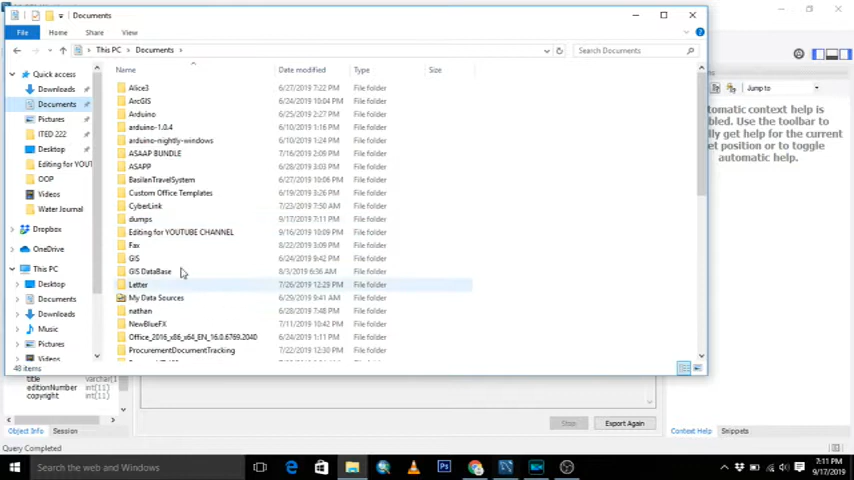 Documents
File Home Share View
This PC > Documents >
Search Documents
Name Date modified Type Size
Quick access
Downloads
Documents
Pictures
ITED 222
Desktop
Editing for YOUT
OOP
Videos
Water Journal
Dropbox
OneDrive
This PC
Desktop
Documents
Downloads
Music
Pictures
Videos
Alice3 6/27/2019 7:22 PM File folder
ArcGIS 6/24/2019 10:04 PM File folder
Arduino 6/10/2019 1:16 PM File folder
arduino-1.0.4 6/10/2019 1:16 PM File folder
arduino-nightly-windows 6/10/2019 1:24 PM File folder
ASAAP BUNDLE 7/16/2019 2:09 PM File folder
ASAPP 6/28/2019 3:03 PM File folder
BasilanTravelSystem 6/27/2019 10:06 PM File folder
Custom Office Templates 6/19/2019 3:26 PM File folder
CyberLink 7/23/2019 7:50 AM File folder
dumps 9/17/2019 7:11 PM File folder
Editing for YOUTUBE CHANNEL 9/16/2019 10:09 PM File folder
Fax 8/22/2019 3:09 PM File folder
GIS 6/24/2019 9:42 PM File folder
GIS DataBase 8/3/2019 6:36 AM File folder
Letter 7/26/2019 12:29 PM File folder
My Data Sources 6/29/2019 9:41 AM File folder
nathan 6/28/2019 7:48 PM File folder
NewBlueFX 7/11/2019 10:42 PM File folder
Office_2016_x86_x64_EN_16.0.6769.2040 6/24/2019 1:11 PM File folder
ProcurementDocumentTracking 7/22/2019 12:30 PM File folder
48 items
Jump to
tomatic context help is
bled. Use the toolbar to
ly get help for the current
et position or to toggle
automatic help.
title varchar(1
editionNumber int(11)
copyright int(11)
Stop Export Again
Object Info Session
Context Help Snippets
Query Completed
Search the web and Windows
7:11 PM
9/17/2019